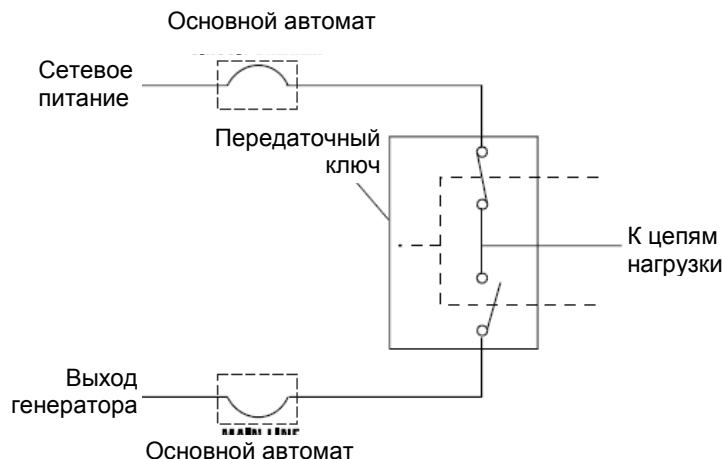 Основной автомат
Сетевое
питание
Передаточный
ключ
К цепям
нагрузки
Выход
генератора
Основной автомат